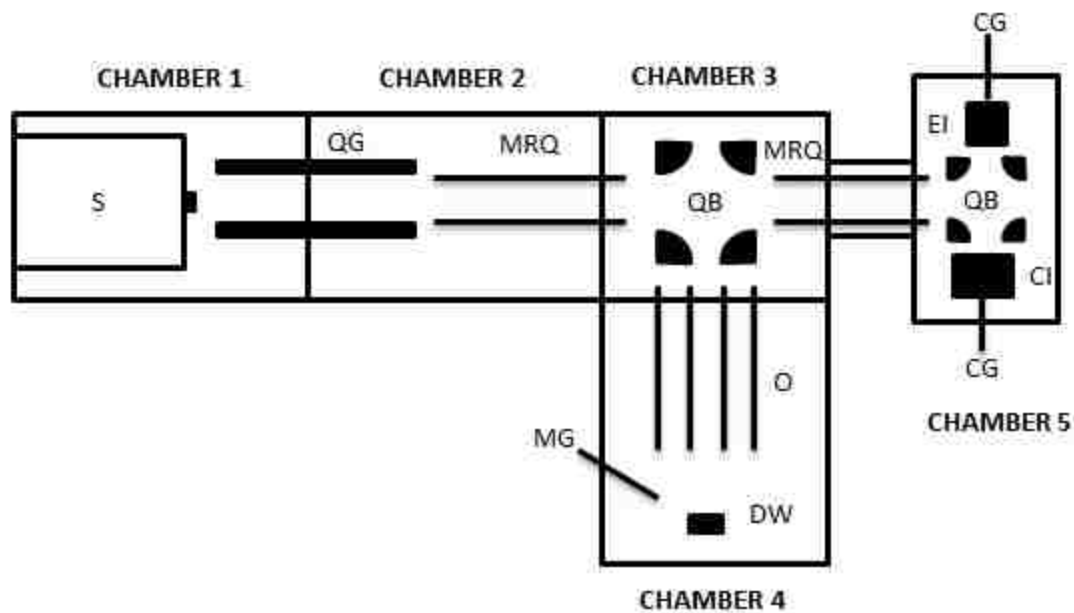 CG
CHAMBER 1
CHAMBER 2
CHAMBER 3
EI
QG
MRQ
MRQ
S
QB
QB
CI
CG
O
CHAMBER 5
MG
DW
CHAMBER 4